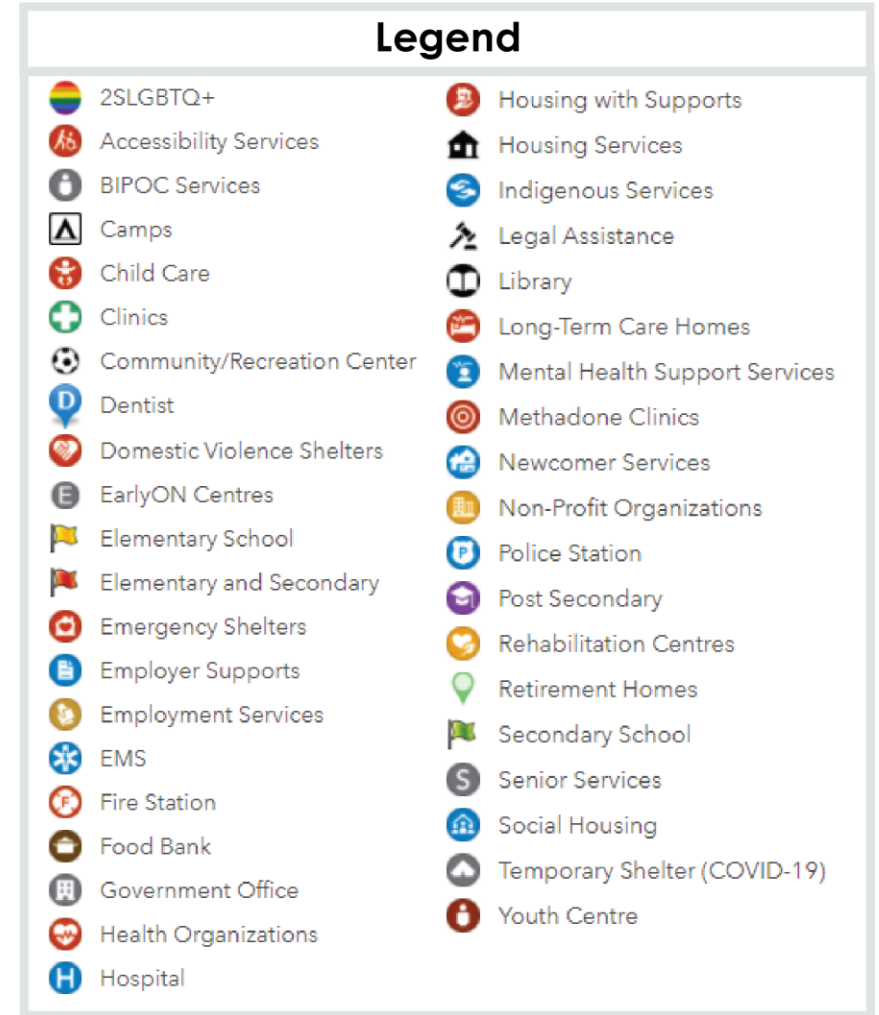 Legend
2SLGBTQ+
Accessibility Services
BIPOC Services
Camps
Child Care
Clinics
Community/Recreation Center
D
Dentist
Domestic Violence Shelters
E
EarlyON Centres
Elementary School
Elementary and Secondary
Emergency Shelters
Employer Supports
Employment Services
EMS
F
Fire Station
Food Bank
Government Office
Health Organizations
H
Hospital
Housing with Supports
Housing Services
Indigenous Services
Legal Assistance
Library
Long-Term Care Homes
Mental Health Support Services
Methadone Clinics
Newcomer Services
Non-Profit Organizations
P
Police Station
Post Secondary
Rehabilitation Centres
Retirement Homes
Secondary School
S
Senior Services
Social Housing
Temporary Shelter (COVID-19)
Youth Centre